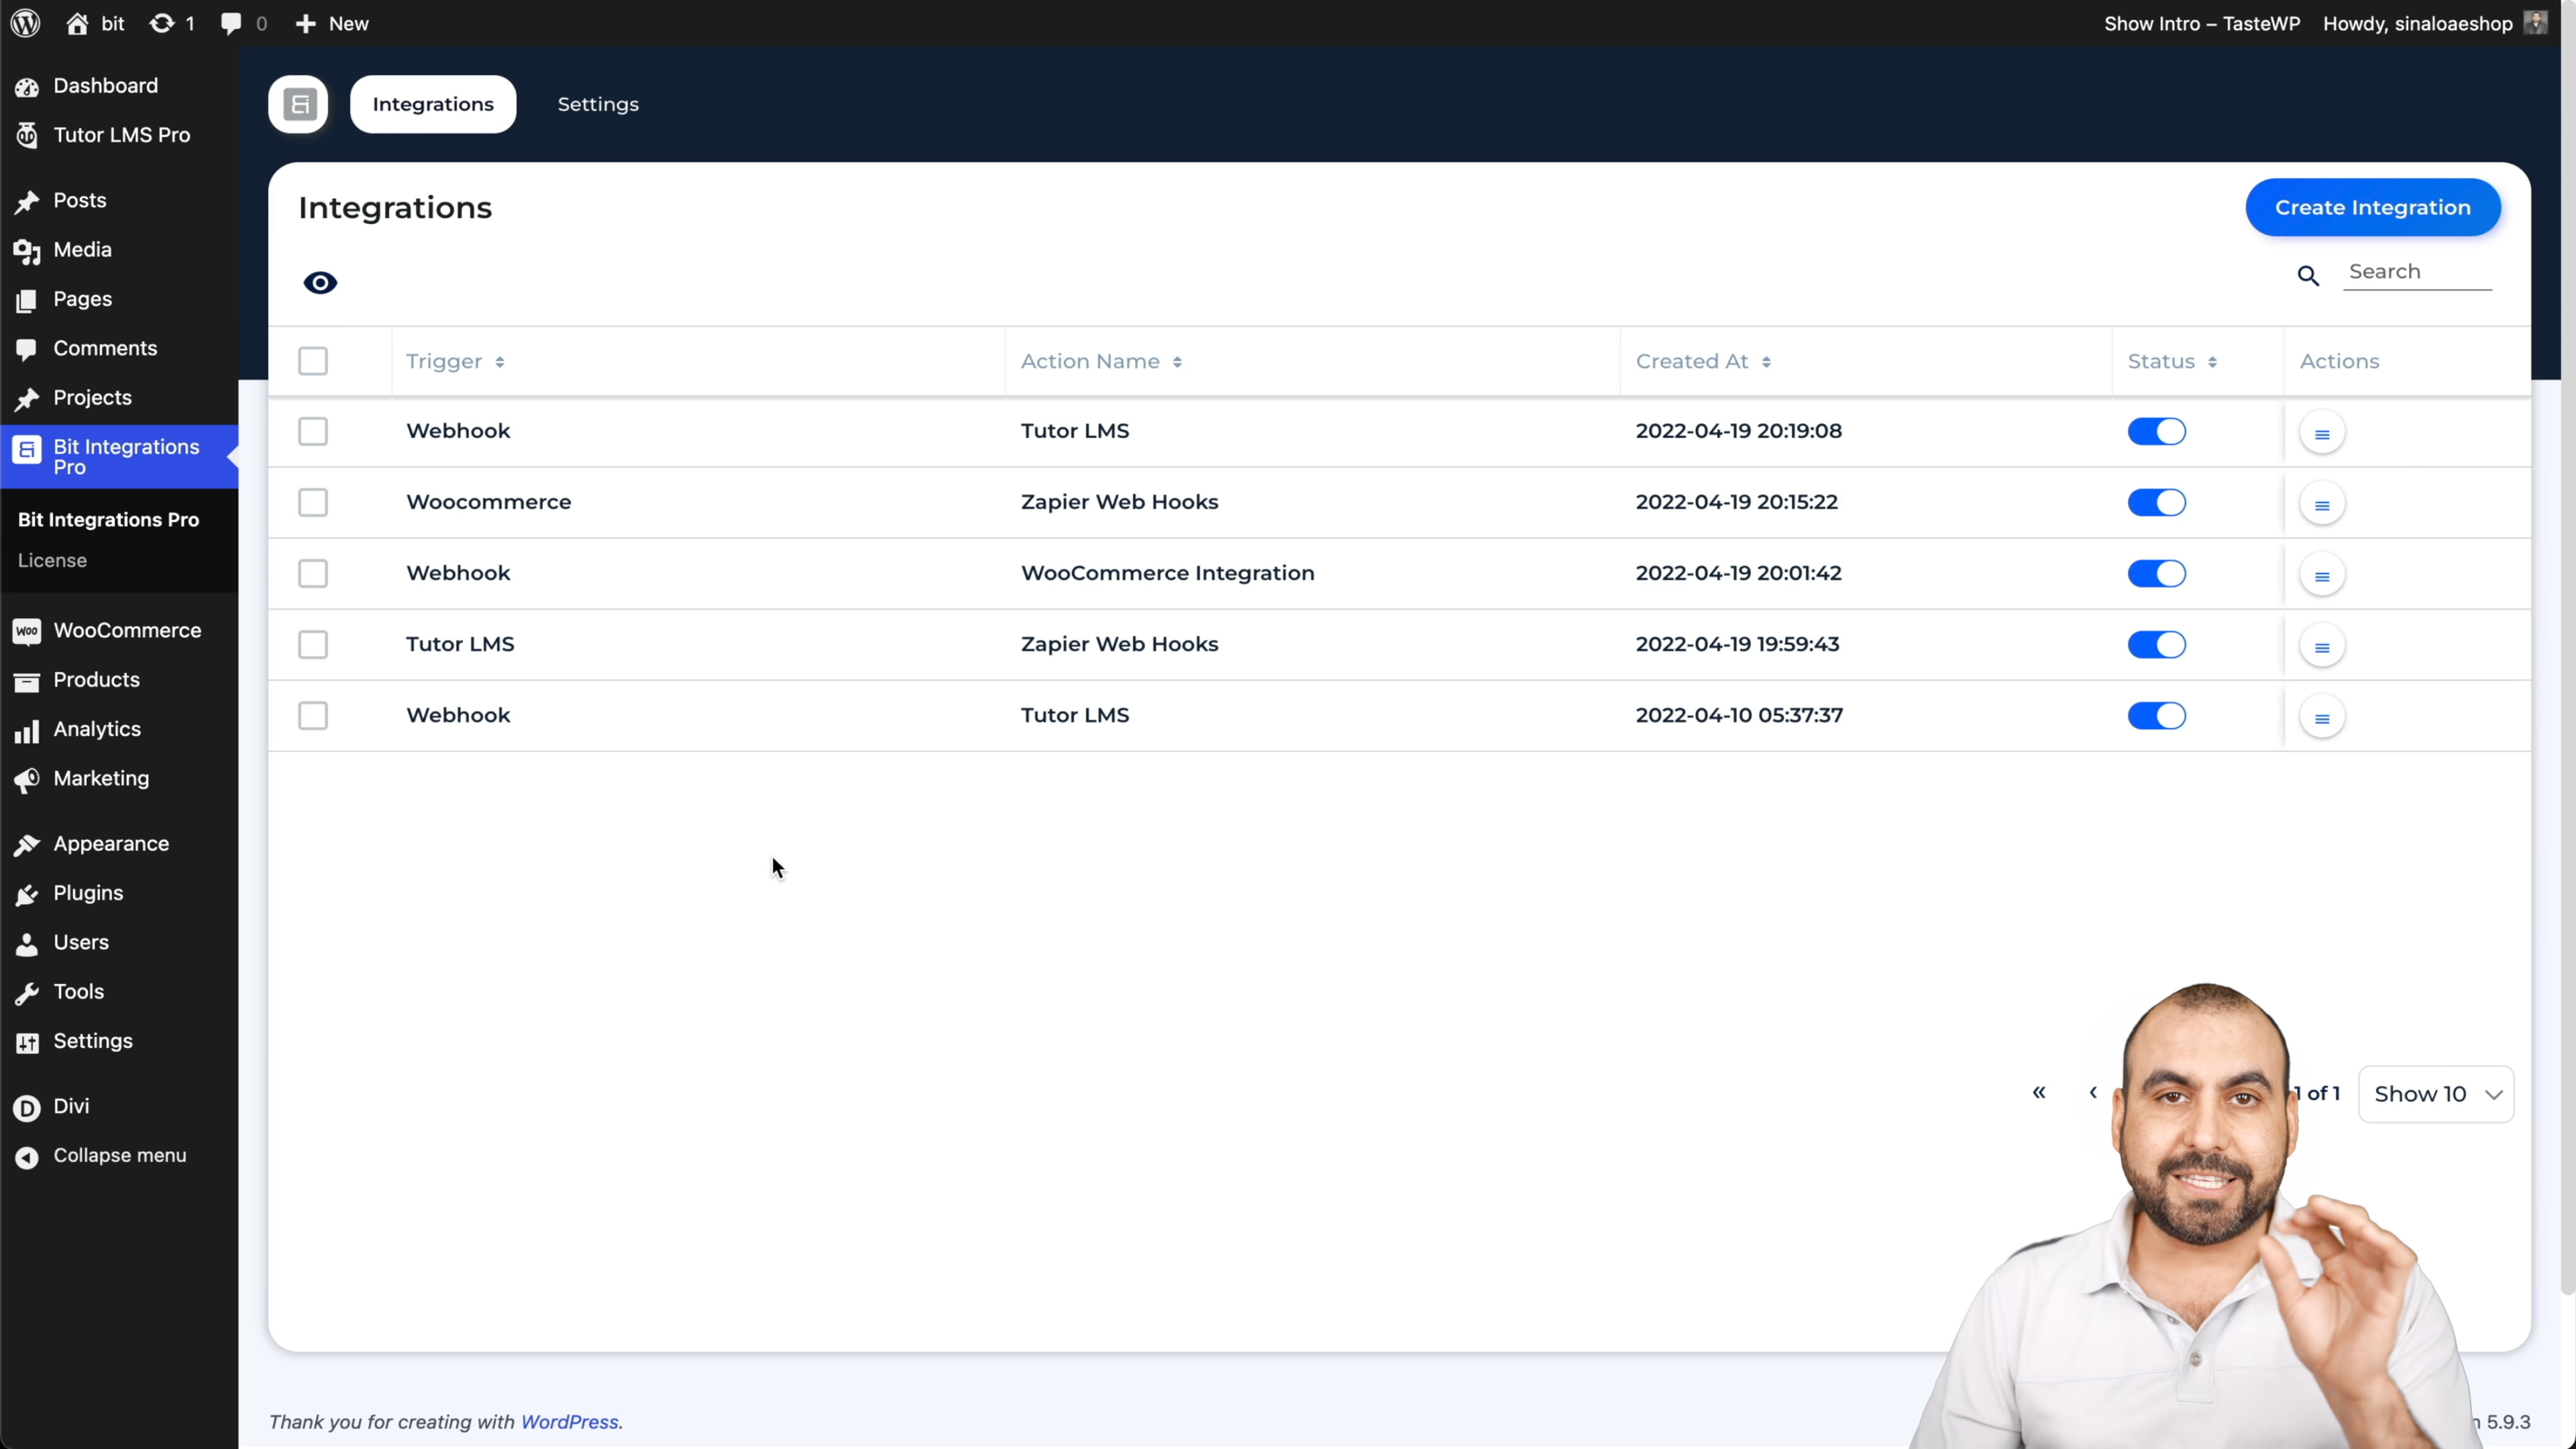 bit 1 0 New Show Intro – TasteWP Howdy, sinaloaeshop
Dashboard
Tutor LMS Pro
Posts
Media
Pages
Comments
Projects
Bit Integrations
Pro
Bit Integrations Pro
License
WooCommerce
Products
Analytics
Marketing
Appearance
Plugins
Users
Tools
Settings
Divi
Collapse menu
Integrations Settings
Integrations Create Integration
Search
Trigger Action Name Created At Status Actions
Webhook Tutor LMS 2022-04-19 20:19:08
Woocommerce Zapier Web Hooks 2022-04-19 20:15:22
Webhook WooCommerce Integration 2022-04-19 20:01:42
Tutor LMS Zapier Web Hooks 2022-04-19 19:59:43
Webhook Tutor LMS 2022-04-10 05:37:37
« ‹ 1 of 1 Show 10
Thank you for creating with WordPress. 5.9.3